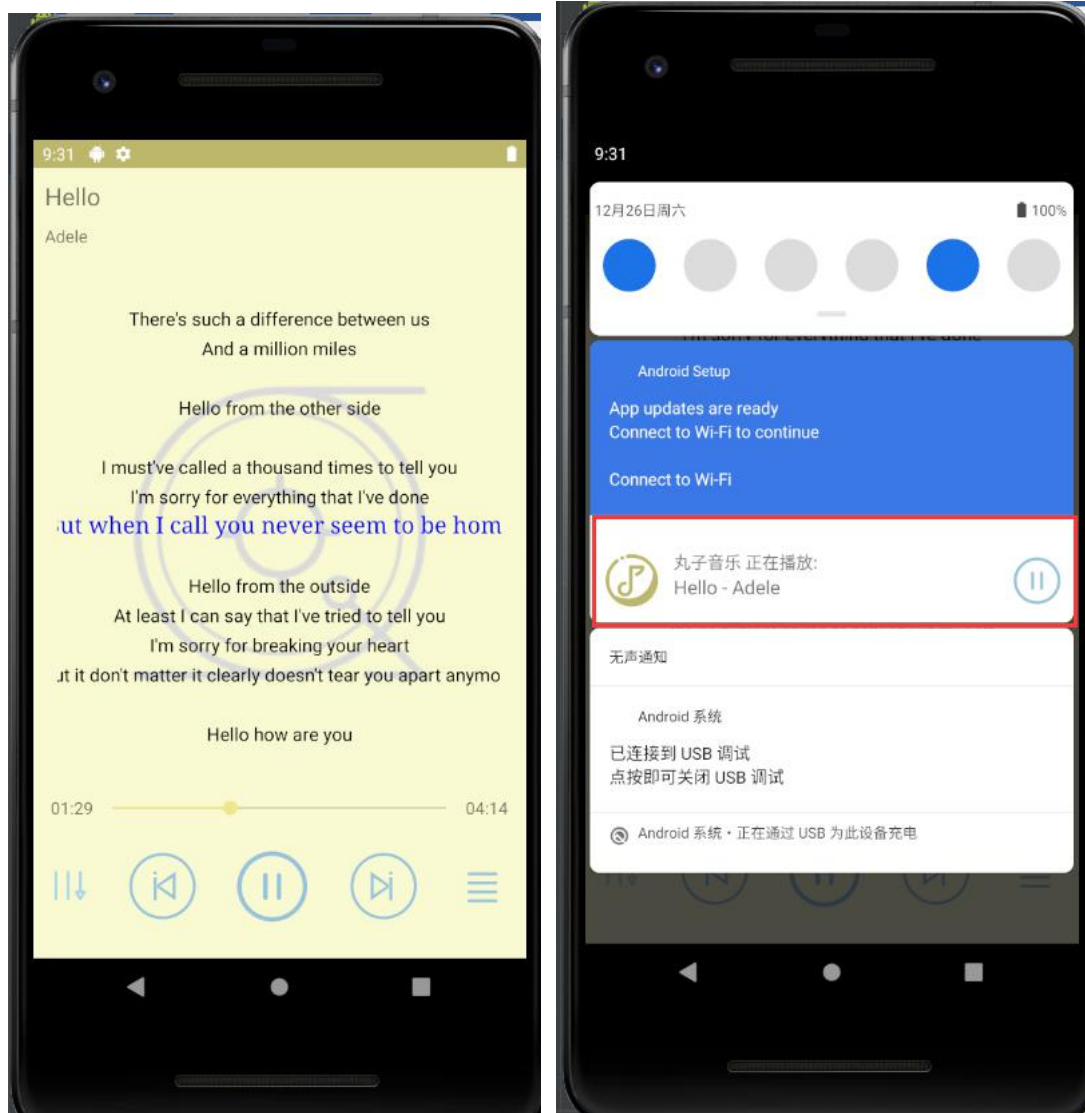 9:31
Hello
Adele
There's such a difference between us
And a million miles
Hello from the other side
I must've called a thousand times to tell you
I'm sorry for everything that I've done
ut when I call you never seem to be hom
Hello from the outside
At least I can say that I've tried to tell you
I'm sorry for breaking your heart
ut it don't matter it clearly doesn't tear you apart anymo
Hello how are you
01:29
04:14
9:31
12月26日周六
100%
I'm sorry for everything that I've done
Android Setup
App updates are ready
Connect to Wi-Fi to continue
Connect to Wi-Fi
丸子音乐 正在播放:
Hello - Adele
无声通知
Android 系统
已连接到 USB 调试
点按即可关闭 USB 调试
Android 系统・正在通过 USB 为此设备充电